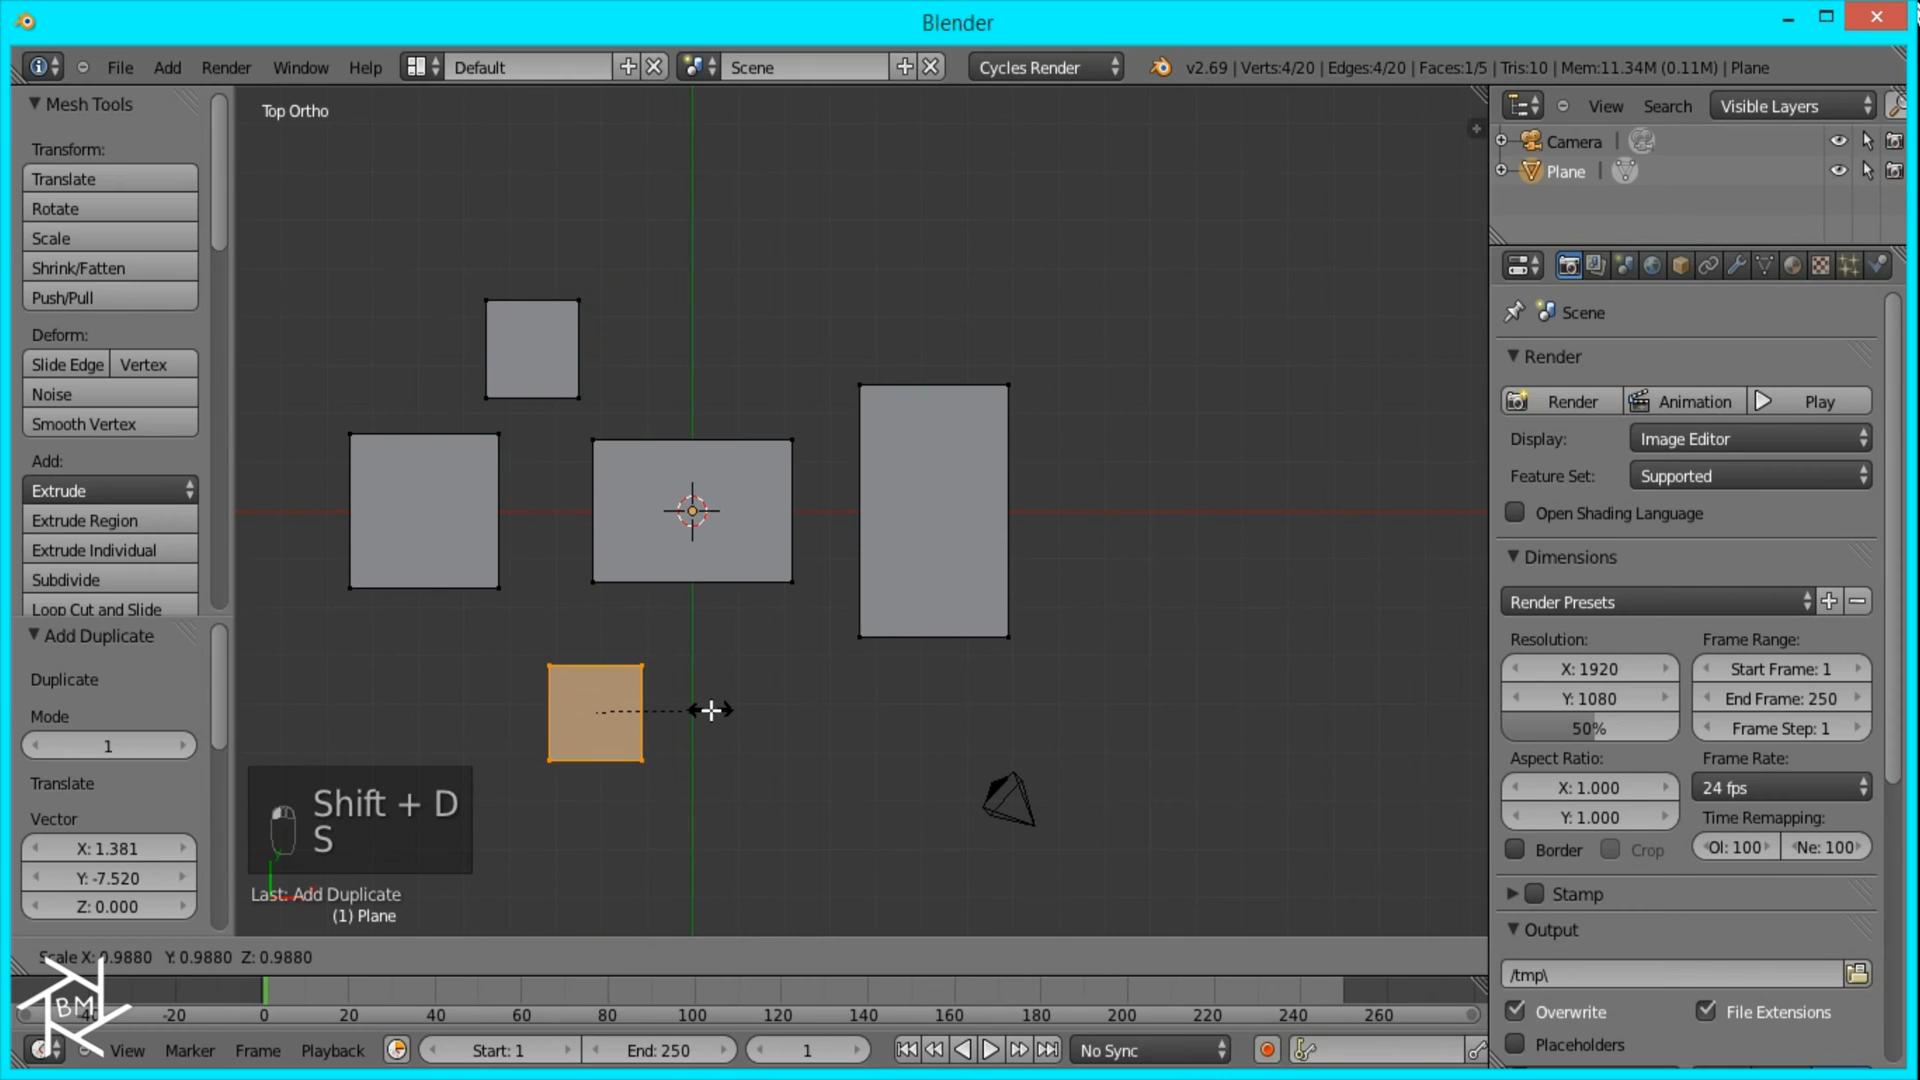 Blender
File Add Render Window Help Default Scene Cycles Render v2.69 | Verts:4/20 | Edges:4/20 | Faces:1/5 | Tris:10 | Mem:11.34M (0.11M) | Plane
Mesh Tools
Transform:
Translate
Rotate
Scale
Shrink/Fatten
Push/Pull
Deform:
Slide Edge Vertex
Noise
Smooth Vertex
Add:
Extrude
Extrude Region
Extrude Individual
Subdivide
Loop Cut and Slide
Add Duplicate
Duplicate
Mode
1
Translate
Vector
X: 1.381
Y: -7.520
Z: 0.000
Top Ortho
Shift + D
S
Last: Add Duplicate
(1) Plane
Scale X: 0.9880 Y: 0.9880 Z: 0.9880
View Search Visible Layers
Camera
Plane
Scene
Render
Render Animation Play
Display: Image Editor
Feature Set: Supported
Open Shading Language
Dimensions
Render Presets
Resolution: Frame Range:
X: 1920 Start Frame: 1
Y: 1080 End Frame: 250
50% Frame Step: 1
Aspect Ratio: Frame Rate:
X: 1.000 24 fps
Y: 1.000 Time Remapping:
Border Crop Ol: 100 Ne: 100
Stamp
Output
/tmp\
Overwrite File Extensions
Placeholders
BM
-40 -20 0 20 40 60 80 100 120 140 160 180 200 220 240 260
View Marker Frame Playback Start: 1 End: 250 1 No Sync